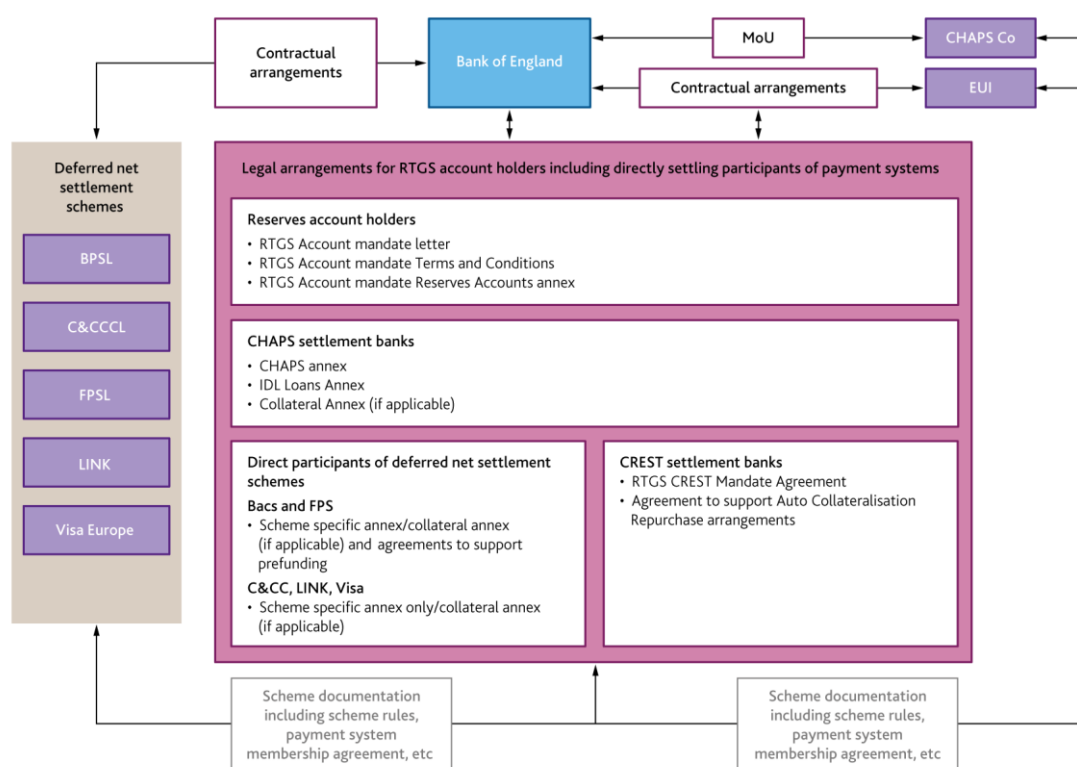 Contractual
arrangements
Bank of England
MoU
CHAPS Co
Contractual arrangements
EUI
Deferred net
settlement
schemes
BPSL
C&CCCL
FPSL
LINK
Visa Europe
Legal arrangements for RTGS account holders including directly settling participants of payment systems
Reserves account holders
• RTGS Account mandate letter
• RTGS Account mandate Terms and Conditions
• RTGS Account mandate Reserves Accounts annex
CHAPS settlement banks
• CHAPS annex
• IDL Loans Annex
• Collateral Annex (if applicable)
Direct participants of deferred net settlement
schemes
Bacs and FPS
• Scheme specific annex/collateral annex
(if applicable) and agreements to support
prefunding
C&CC, LINK, Visa
• Scheme specific annex only/collateral annex
(if applicable)
CREST settlement banks
• RTGS CREST Mandate Agreement
• Agreement to support Auto Collateralisation
Repurchase arrangements
Scheme documentation
including scheme rules,
payment system
membership agreement, etc
Scheme documentation
including scheme rules,
payment system
membership agreement, etc